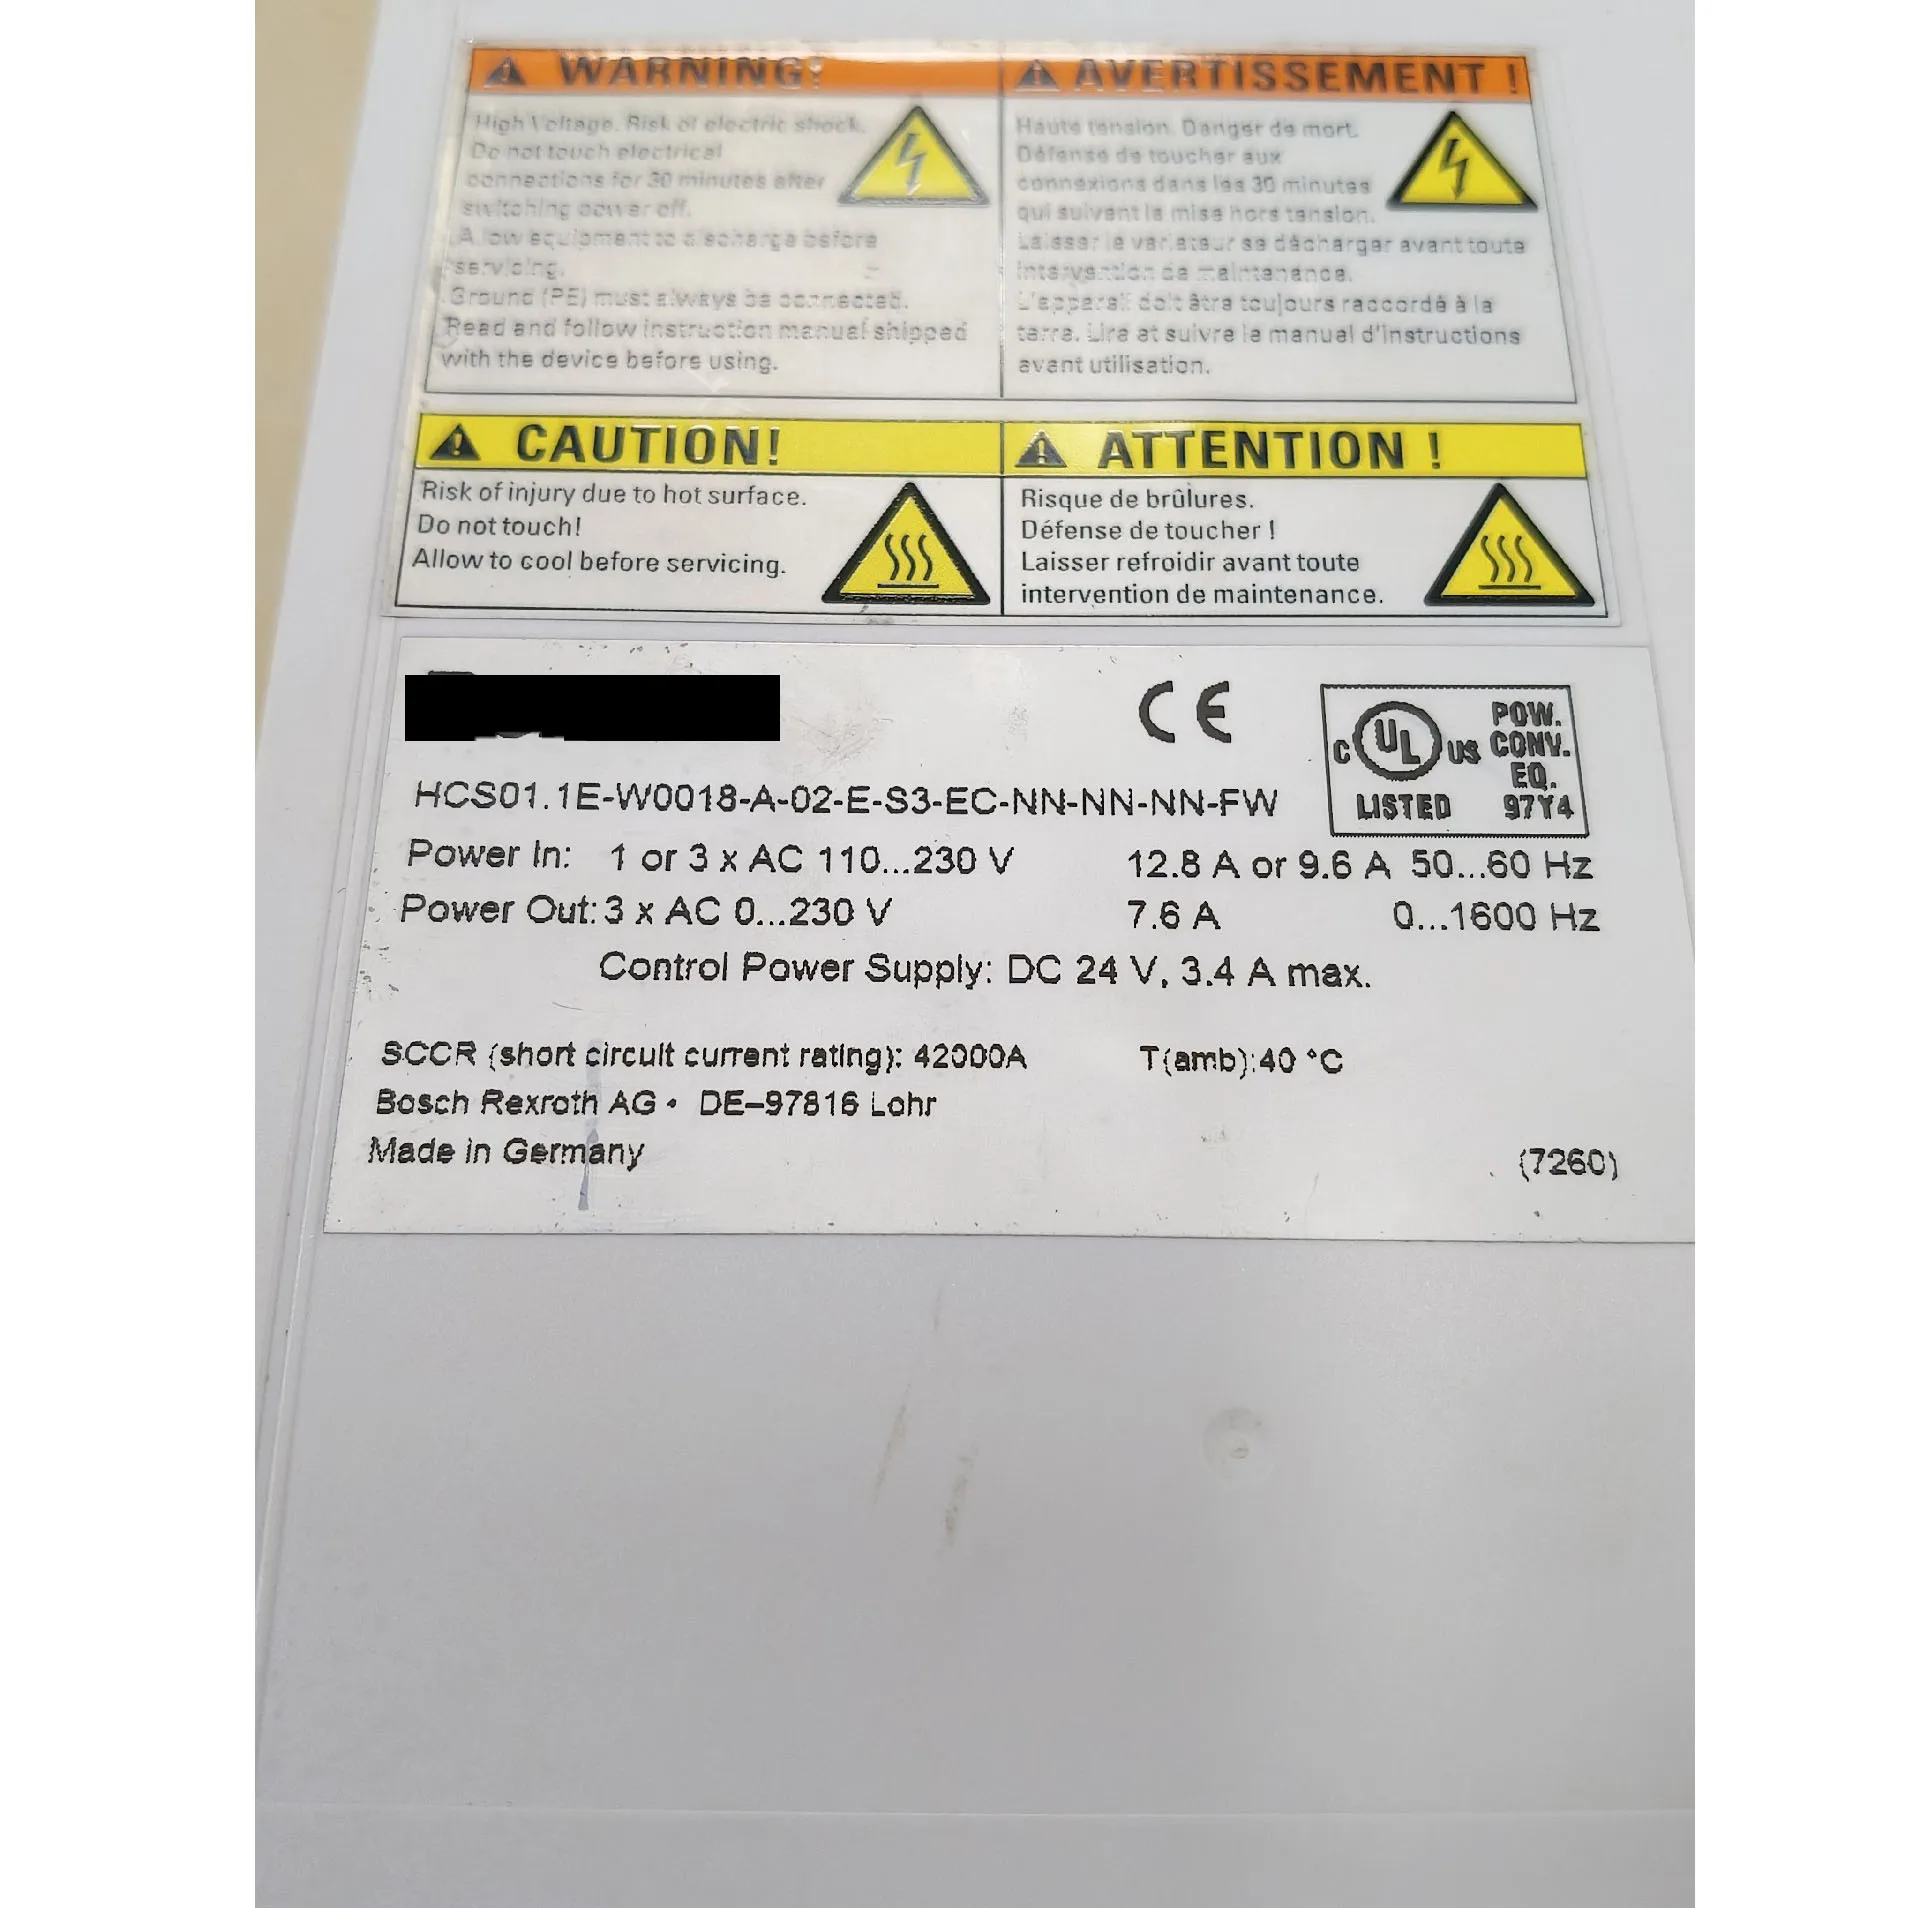 WARNING!
High Voltage. Risk of electric shock.
Do not touch electrical
connections for 30 minutes after
switching power off.
Allow equipment to discharge before
servicing.
Ground (PE) must always be connected.
Read and follow instruction manual shipped
with the device before using.
AVERTISSEMENT !
Haute tension. Danger de mort.
Défense de toucher aux
connexions dans les 30 minutes
qui suivent la mise hors tension.
Laisser le variateur se décharger avant toute
intervention de maintenance.
L'appareil doit être toujours raccordé à la
terre. Lire et suivre le manuel d'instructions
avant utilisation.
CAUTION!
Risk of injury due to hot surface.
Do not touch!
Allow to cool before servicing.
ATTENTION !
Risque de brûlures.
Défense de toucher !
Laisser refroidir avant toute
intervention de maintenance.
CE
C UL US
LISTED
POW.
CONV.
EQ.
97Y4
HCS01.1E-W0018-A-02-E-S3-EC-NN-NN-NN-FW
Power In: 1 or 3 x AC 110...230 V 12.8 A or 9.6 A 50...60 Hz
Power Out: 3 x AC 0...230 V 7.6 A 0...1600 Hz
Control Power Supply: DC 24 V, 3.4 A max.
SCCR (short circuit current rating): 42000A T(amb):40 °C
Bosch Rexroth AG • DE–97816 Lohr
Made in Germany (7260)